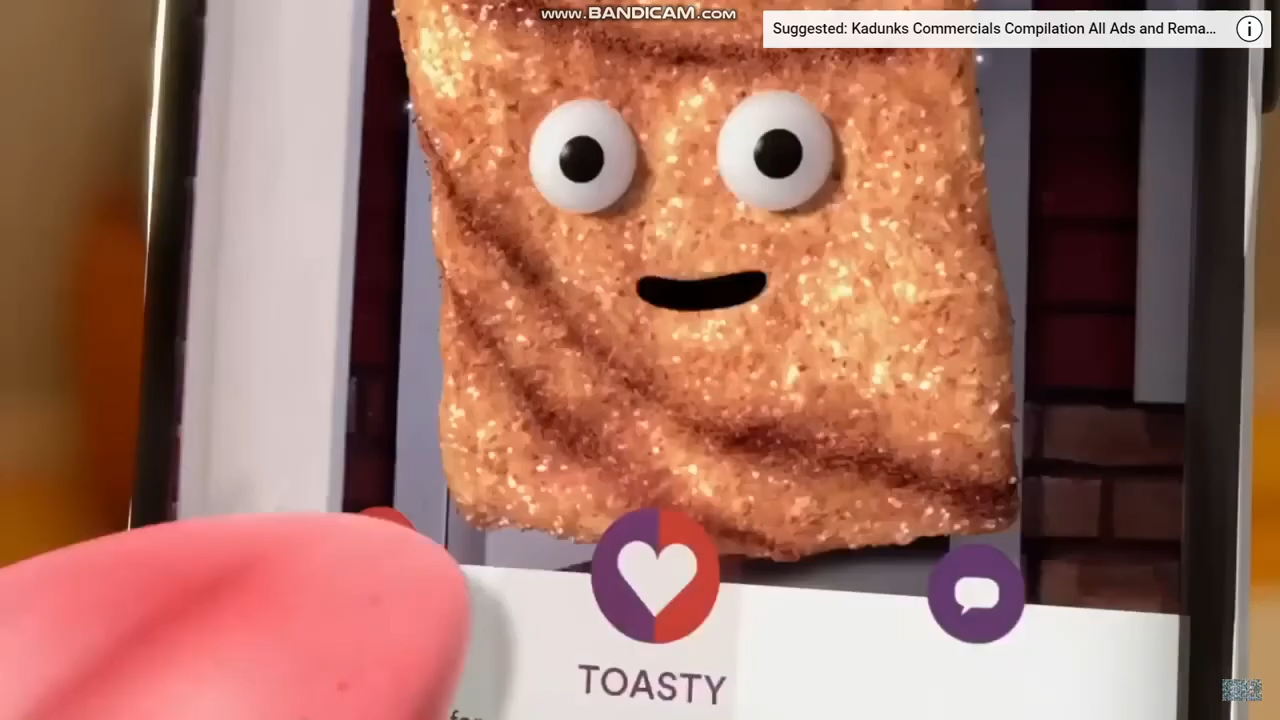 www.BANDICAM.com
Suggested: Kadunks Commercials Compilation All Ads and Rema...
TOASTY